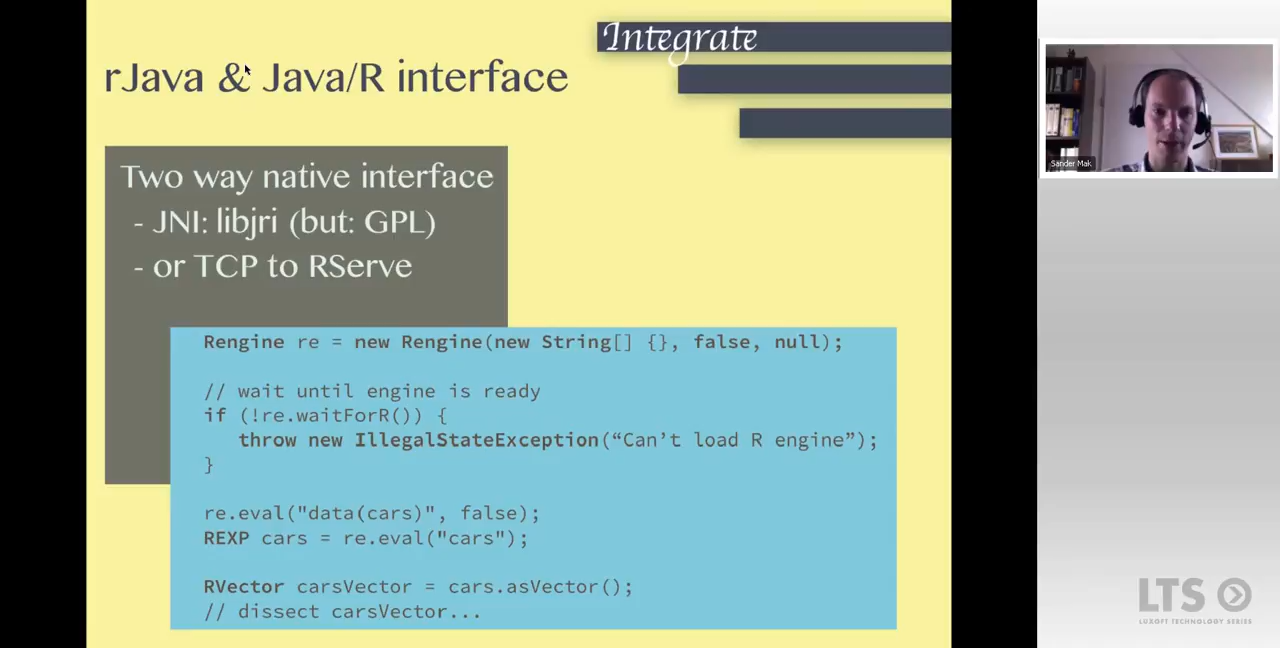 Integrate
rJava & Java/R interface
Two way native interface
- JNI: libjri (but: GPL)
- or TCP to RServe
Rengine re = new Rengine(new String[] {}, false, null);
// wait until engine is ready
if (!re.waitForR()) {
throw new IllegalStateException(“Can’t load R engine”);
}
re.eval("data(cars)", false);
REXP cars = re.eval("cars");
RVector carsVector = cars.asVector();
// dissect carsVector...
Sander Mak
LTS
LUXOFT TECHNOLOGY SERIES